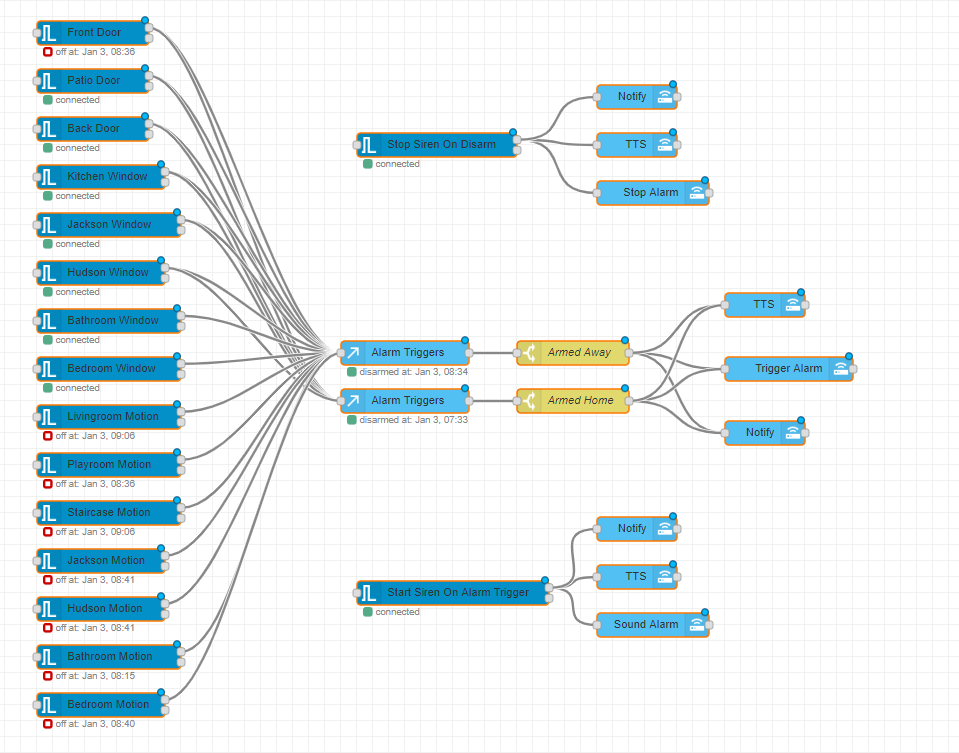 Front Door
off at: Jan 3, 08:36
Patio Door
connected
Back Door
connected
Kitchen Window
connected
Jackson Window
connected
Hudson Window
connected
Bathroom Window
connected
Bedroom Window
connected
Livingroom Motion
off at: Jan 3, 09:06
Playroom Motion
off at: Jan 3, 08:36
Staircase Motion
off at: Jan 3, 09:06
Jackson Motion
off at: Jan 3, 08:41
Hudson Motion
off at: Jan 3, 08:41
Bathroom Motion
off at: Jan 3, 08:15
Bedroom Motion
off at: Jan 3, 08:40
Stop Siren On Disarm
connected
Notify
TTS
Stop Alarm
Alarm Triggers
disarmed at: Jan 3, 08:34
Alarm Triggers
disarmed at: Jan 3, 07:33
Armed Away
Armed Home
TTS
Trigger Alarm
Notify
Start Siren On Alarm Trigger
connected
Notify
TTS
Sound Alarm